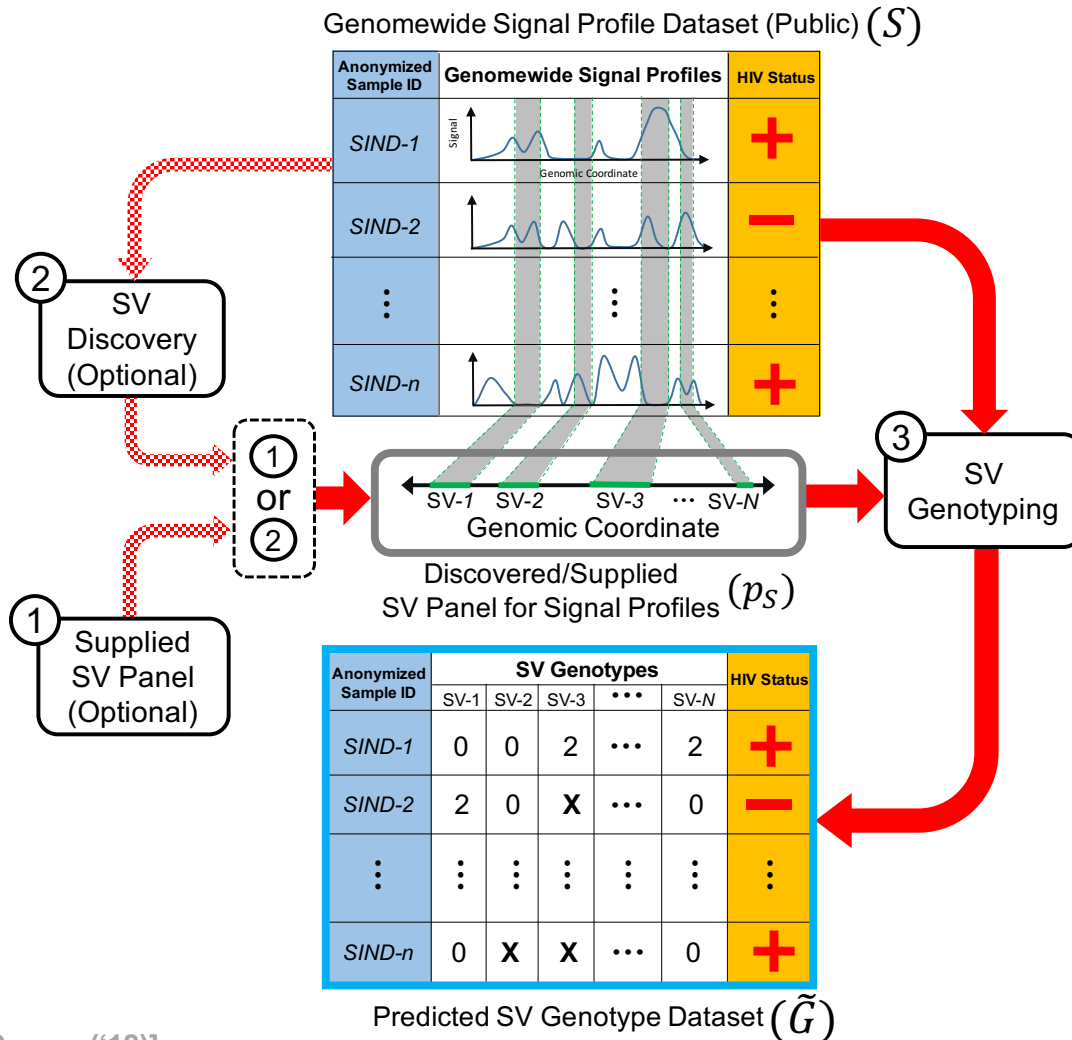 Genomewide Signal Profile Dataset (Public) (S)
Anonymized Sample ID
Genomewide Signal Profiles
HIV Status
SIND-1
Signal
Genomic Coordinate
+
SIND-2
−
⋮ ⋮ ⋮
SIND-n
+
2
SV
Discovery
(Optional)
1
or
2
1
Supplied
SV Panel
(Optional)
SV-1 SV-2 SV-3 ... SV-N
Genomic Coordinate
Discovered/Supplied
SV Panel for Signal Profiles (pS)
3
SV
Genotyping
Anonymized Sample ID
SV Genotypes
HIV Status
SV-1 SV-2 SV-3 ... SV-N
SIND-1 0 0 2 ... 2 +
SIND-2 2 0 X ... 0 −
⋮ ⋮ ⋮ ⋮ ⋮ ⋮ ⋮
SIND-n 0 X X ... 0 +
Predicted SV Genotype Dataset (G̃)